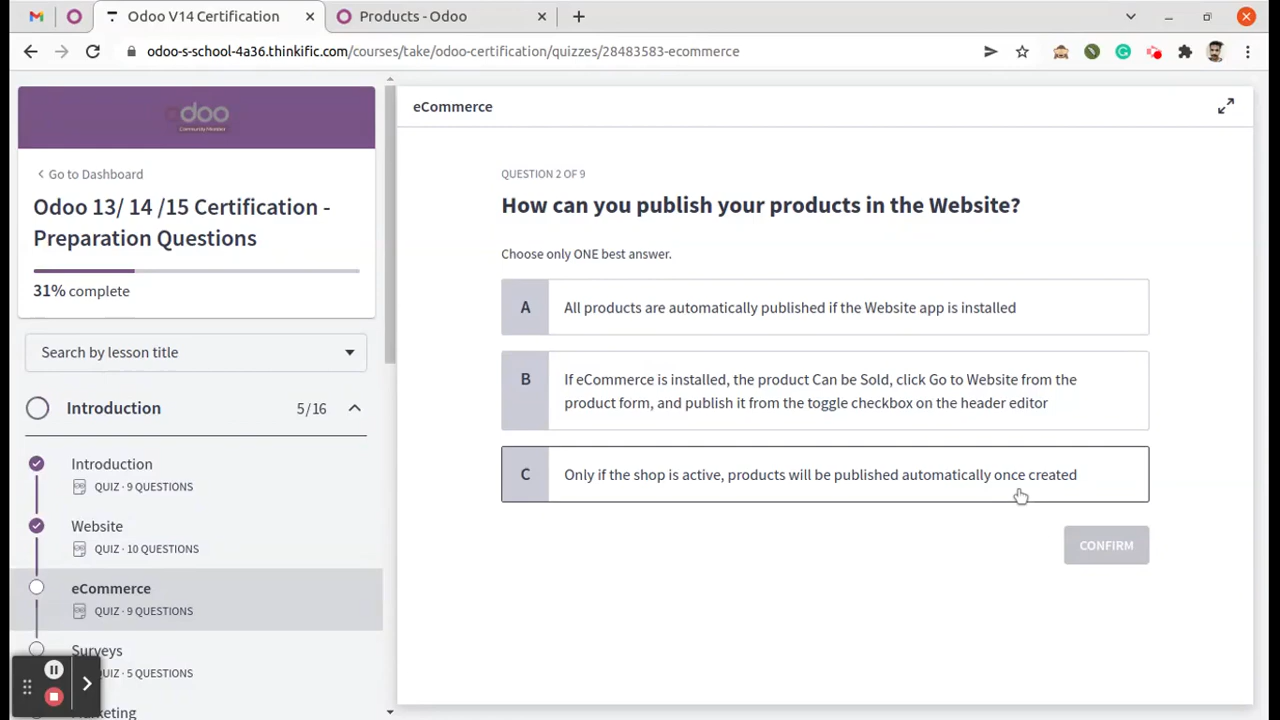 Odoo V14 Certification
Products - Odoo
odoo-s-school-4a36.thinkific.com/courses/take/odoo-certification/quizzes/28483583-ecommerce
odoo
Community Needed
Go to Dashboard
Odoo 13/ 14 /15 Certification -
Preparation Questions
31% complete
Search by lesson title
Introduction 5/16
Introduction
QUIZ · 9 QUESTIONS
Website
QUIZ · 10 QUESTIONS
eCommerce
QUIZ · 9 QUESTIONS
Surveys
QUIZ · 5 QUESTIONS
Marketing
eCommerce
QUESTION 2 OF 9
How can you publish your products in the Website?
Choose only ONE best answer.
A All products are automatically published if the Website app is installed
B If eCommerce is installed, the product Can be Sold, click Go to Website from the
product form, and publish it from the toggle checkbox on the header editor
C Only if the shop is active, products will be published automatically once created
CONFIRM